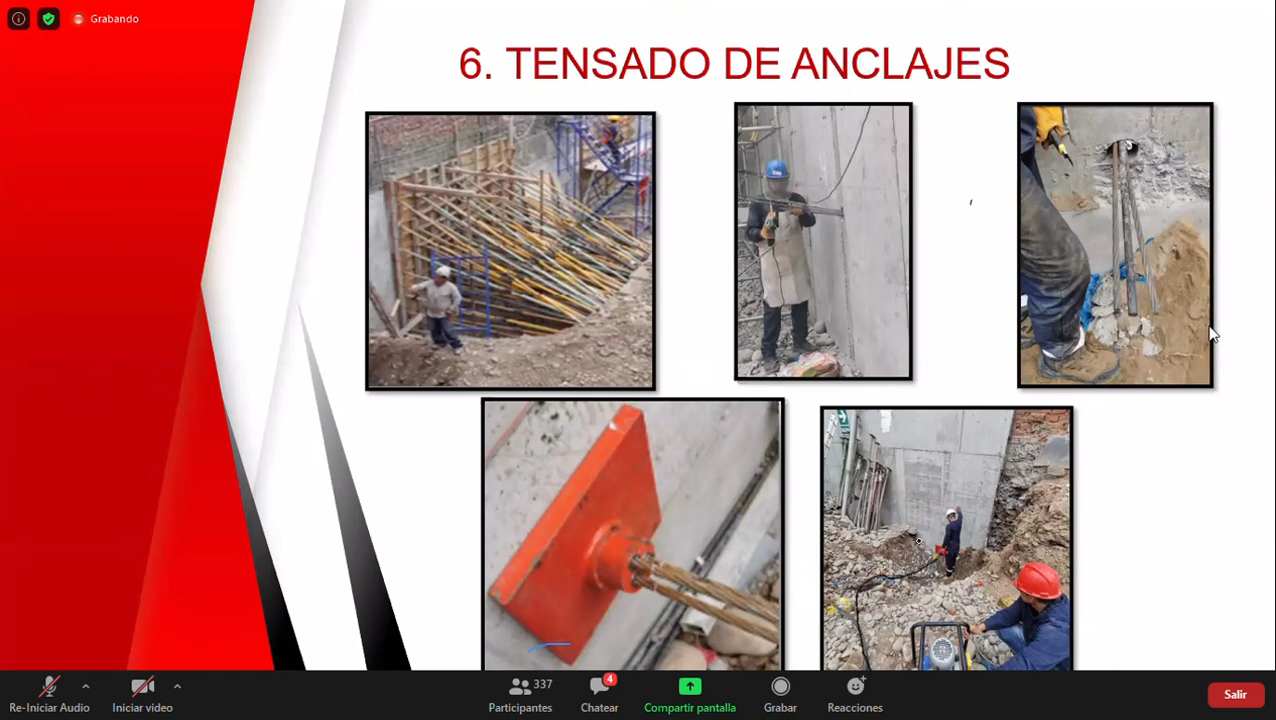 Grabando
6. TENSADO DE ANCLAJES
Re-Iniciar Audio
Iniciar video
337
Participantes
4
Chatear
Compartir pantalla
Grabar
Reacciones
Salir